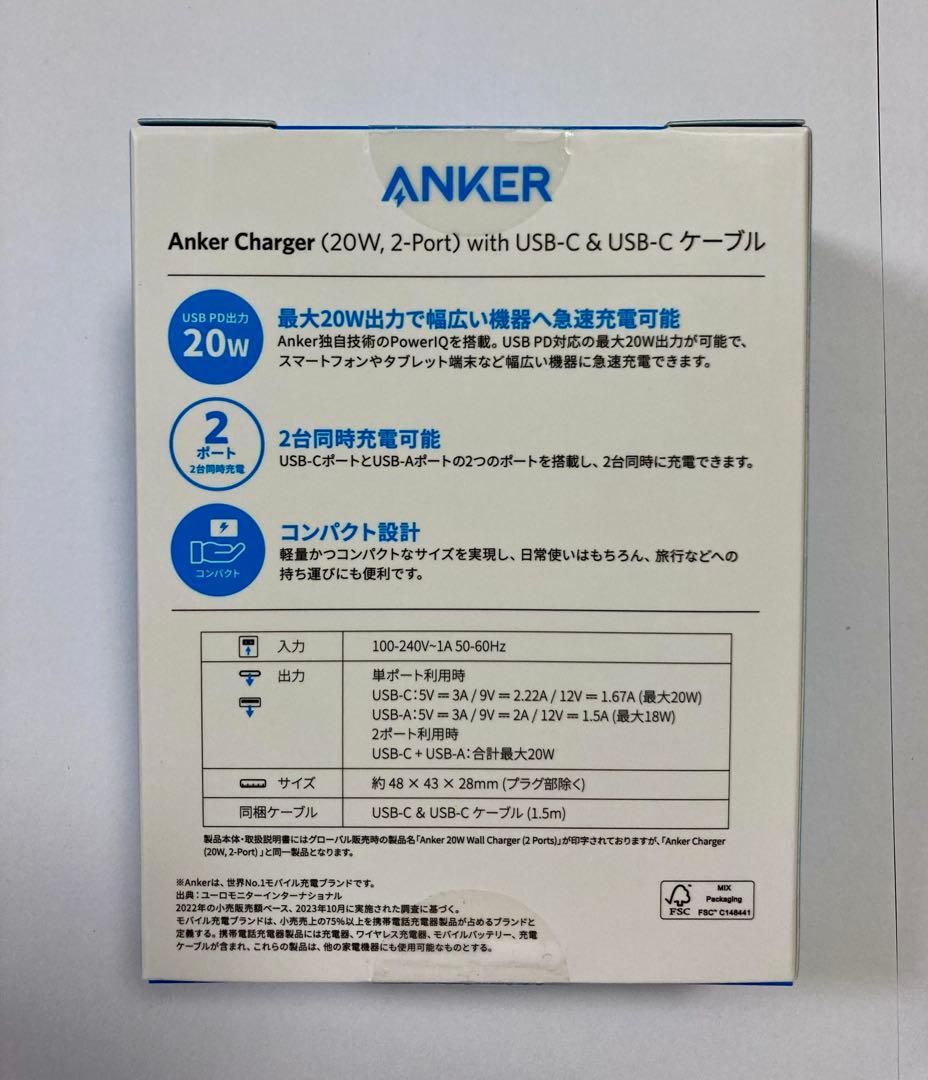 ANKER
Anker Charger (20W, 2-Port) with USB-C & USB-C ケーブル
USB PD出力
20W
最大20W出力で幅広い機器へ急速充電可能
Anker独自技術のPowerIQを搭載。USB PD対応の最大20W出力が可能で、
スマートフォンやタブレット端末など幅広い機器に急速充電できます。
2
ポート
2台同時充電
2台同時充電可能
USB-CポートとUSB-Aポートの2つのポートを搭載し、2台同時に充電できます。
コンパクト
コンパクト設計
軽量かつコンパクトなサイズを実現し、日常使いはもちろん、旅行などへの
持ち運びにも便利です。
入力 100-240V~1A 50-60Hz
出力 単ポート利用時
USB-C:5V⎓3A / 9V⎓2.22A / 12V⎓1.67A (最大20W)
USB-A:5V⎓3A / 9V⎓2A / 12V⎓1.5A (最大18W)
2ポート利用時
USB-C + USB-A:合計最大20W
サイズ 約 48 × 43 × 28mm (プラグ部除く)
同梱ケーブル USB-C & USB-C ケーブル (1.5m)
製品本体・取扱説明書にはグローバル販売時の製品名「Anker 20W Wall Charger (2 Ports)」が印字されておりますが、「Anker Charger
(20W, 2-Port) 」と同一製品となります。
※Ankerは、世界No.1モバイル充電ブランドです。
出典:ユーロモニターインターナショナル
2022年の小売販売額ベース、2023年10月に実施された調査に基づく。
モバイル充電ブランドは、小売売上の75%以上を携帯電話充電器製品が占めるブランドと
定義する。携帯電話充電器製品には充電器、ワイヤレス充電器、モバイルバッテリー、充電
ケーブルが含まれ、これらの製品は、他の家電機器にも使用可能なものとする。
FSC
MIX
Packaging
FSC® C148441